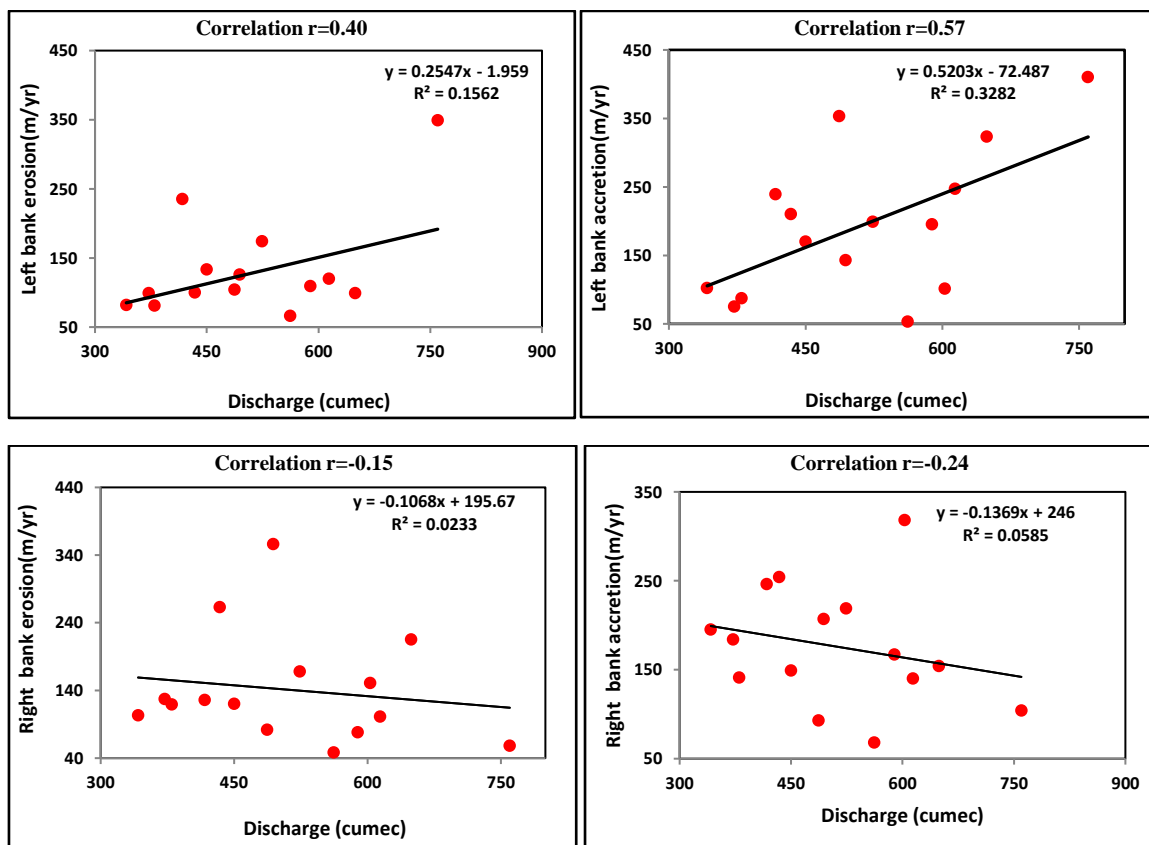 Correlation r=0.40
y = 0.2547x - 1.959
R² = 0.1562
Left bank erosion(m/yr)
450
350
250
150
50
300 450 600 750 900
Discharge (cumec)
Correlation r=0.57
y = 0.5203x - 72.487
R² = 0.3282
Left bank accretion(m/yr)
450
350
250
150
50
300 450 600 750
Discharge (cumec)
Correlation r=-0.15
y = -0.1068x + 195.67
R² = 0.0233
Right bank erosion(m/yr)
440
340
240
140
40
300 450 600 750
Discharge (cumec)
Correlation r=-0.24
y = -0.1369x + 246
R² = 0.0585
Right bank accretion(m/yr)
350
250
150
50
300 450 600 750 900
Discharge (cumec)